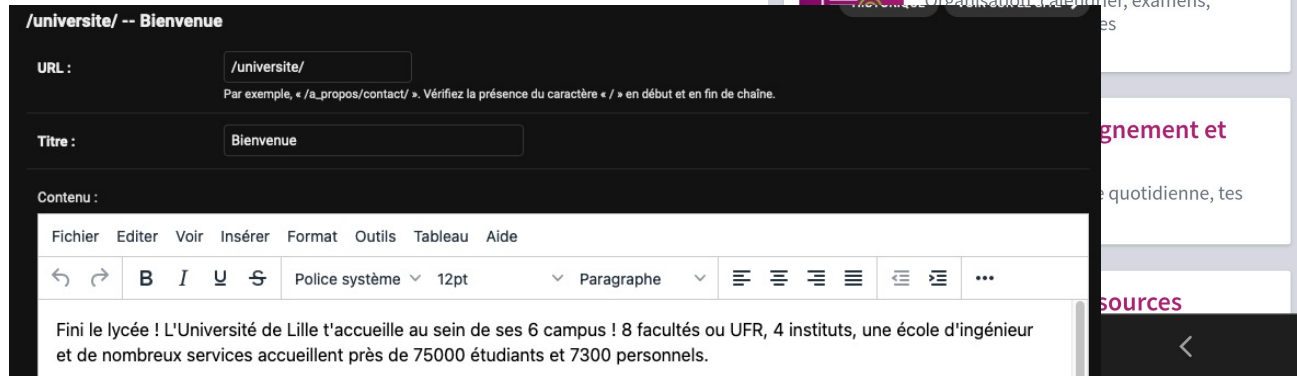 /universite/ -- Bienvenue
er, examens,
es
URL :
/universite/
Par exemple, « /a_propos/contact/ ». Vérifiez la présence du caractère « / » en début et en fin de chaîne.
Titre :
Bienvenue
gnement et
quotidienne, tes
Contenu :
Fichier Editer Voir Insérer Format Outils Tableau Aide
B I U S Police système 12pt Paragraphe
sources
Fini le lycée ! L'Université de Lille t'accueille au sein de ses 6 campus ! 8 facultés ou UFR, 4 instituts, une école d'ingénieur
et de nombreux services accueillent près de 75000 étudiants et 7300 personnels.